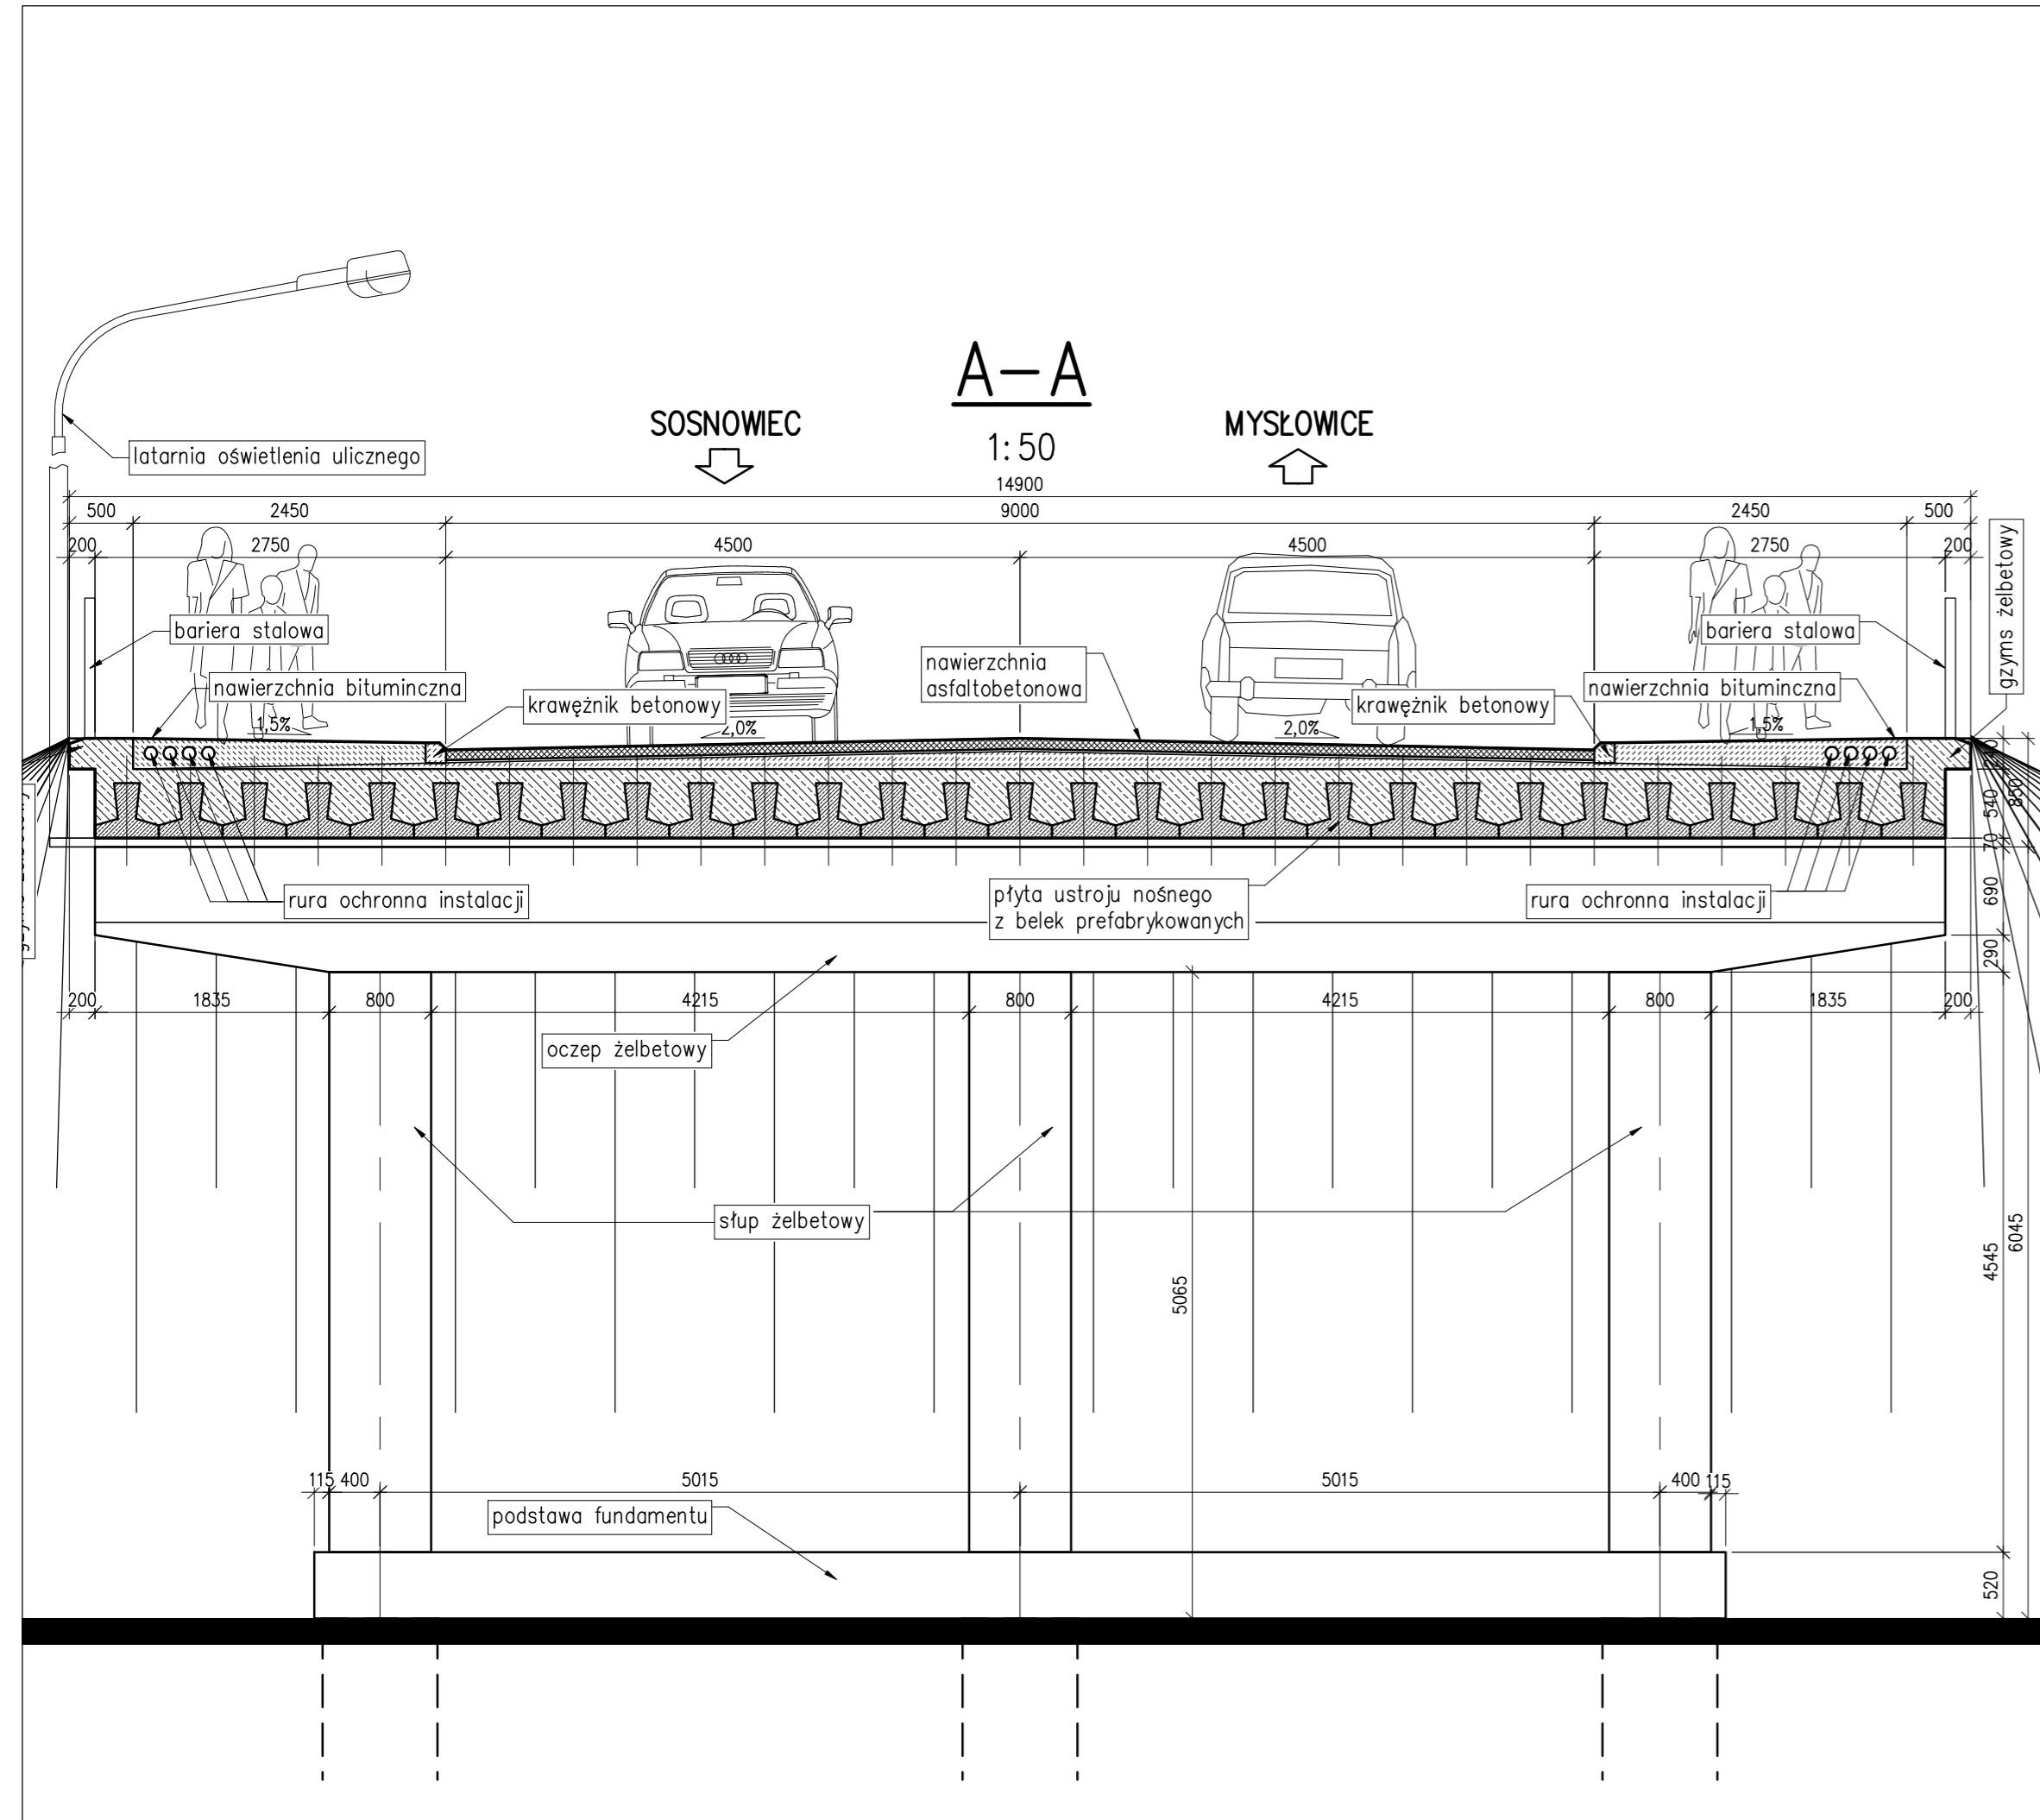 A-A
SOSNOWIEC
MYSŁOWICE
1:50
latarnia oświetlenia ulicznego
14900
500
2450
9000
2450
500
200
2750
4500
4500
2750
200
gzyms żelbetowy
bariera stalowa
bariera stalowa
nawierzchnia
asfaltobetonowa
nawierzchnia bituminczna
nawierzchnia bituminczna
krawężnik betonowy
krawężnik betonowy
1,5%
2,0%
2,0%
1,5%
540
850
70
rura ochronna instalacji
płyta ustroju nośnego
z belek prefabrykowanych
rura ochronna instalacji
690
290
200
1835
800
4215
800
4215
800
1835
200
oczep żelbetowy
słup żelbetowy
5065
4545
6045
115
400
5015
5015
400
115
podstawa fundamentu
520